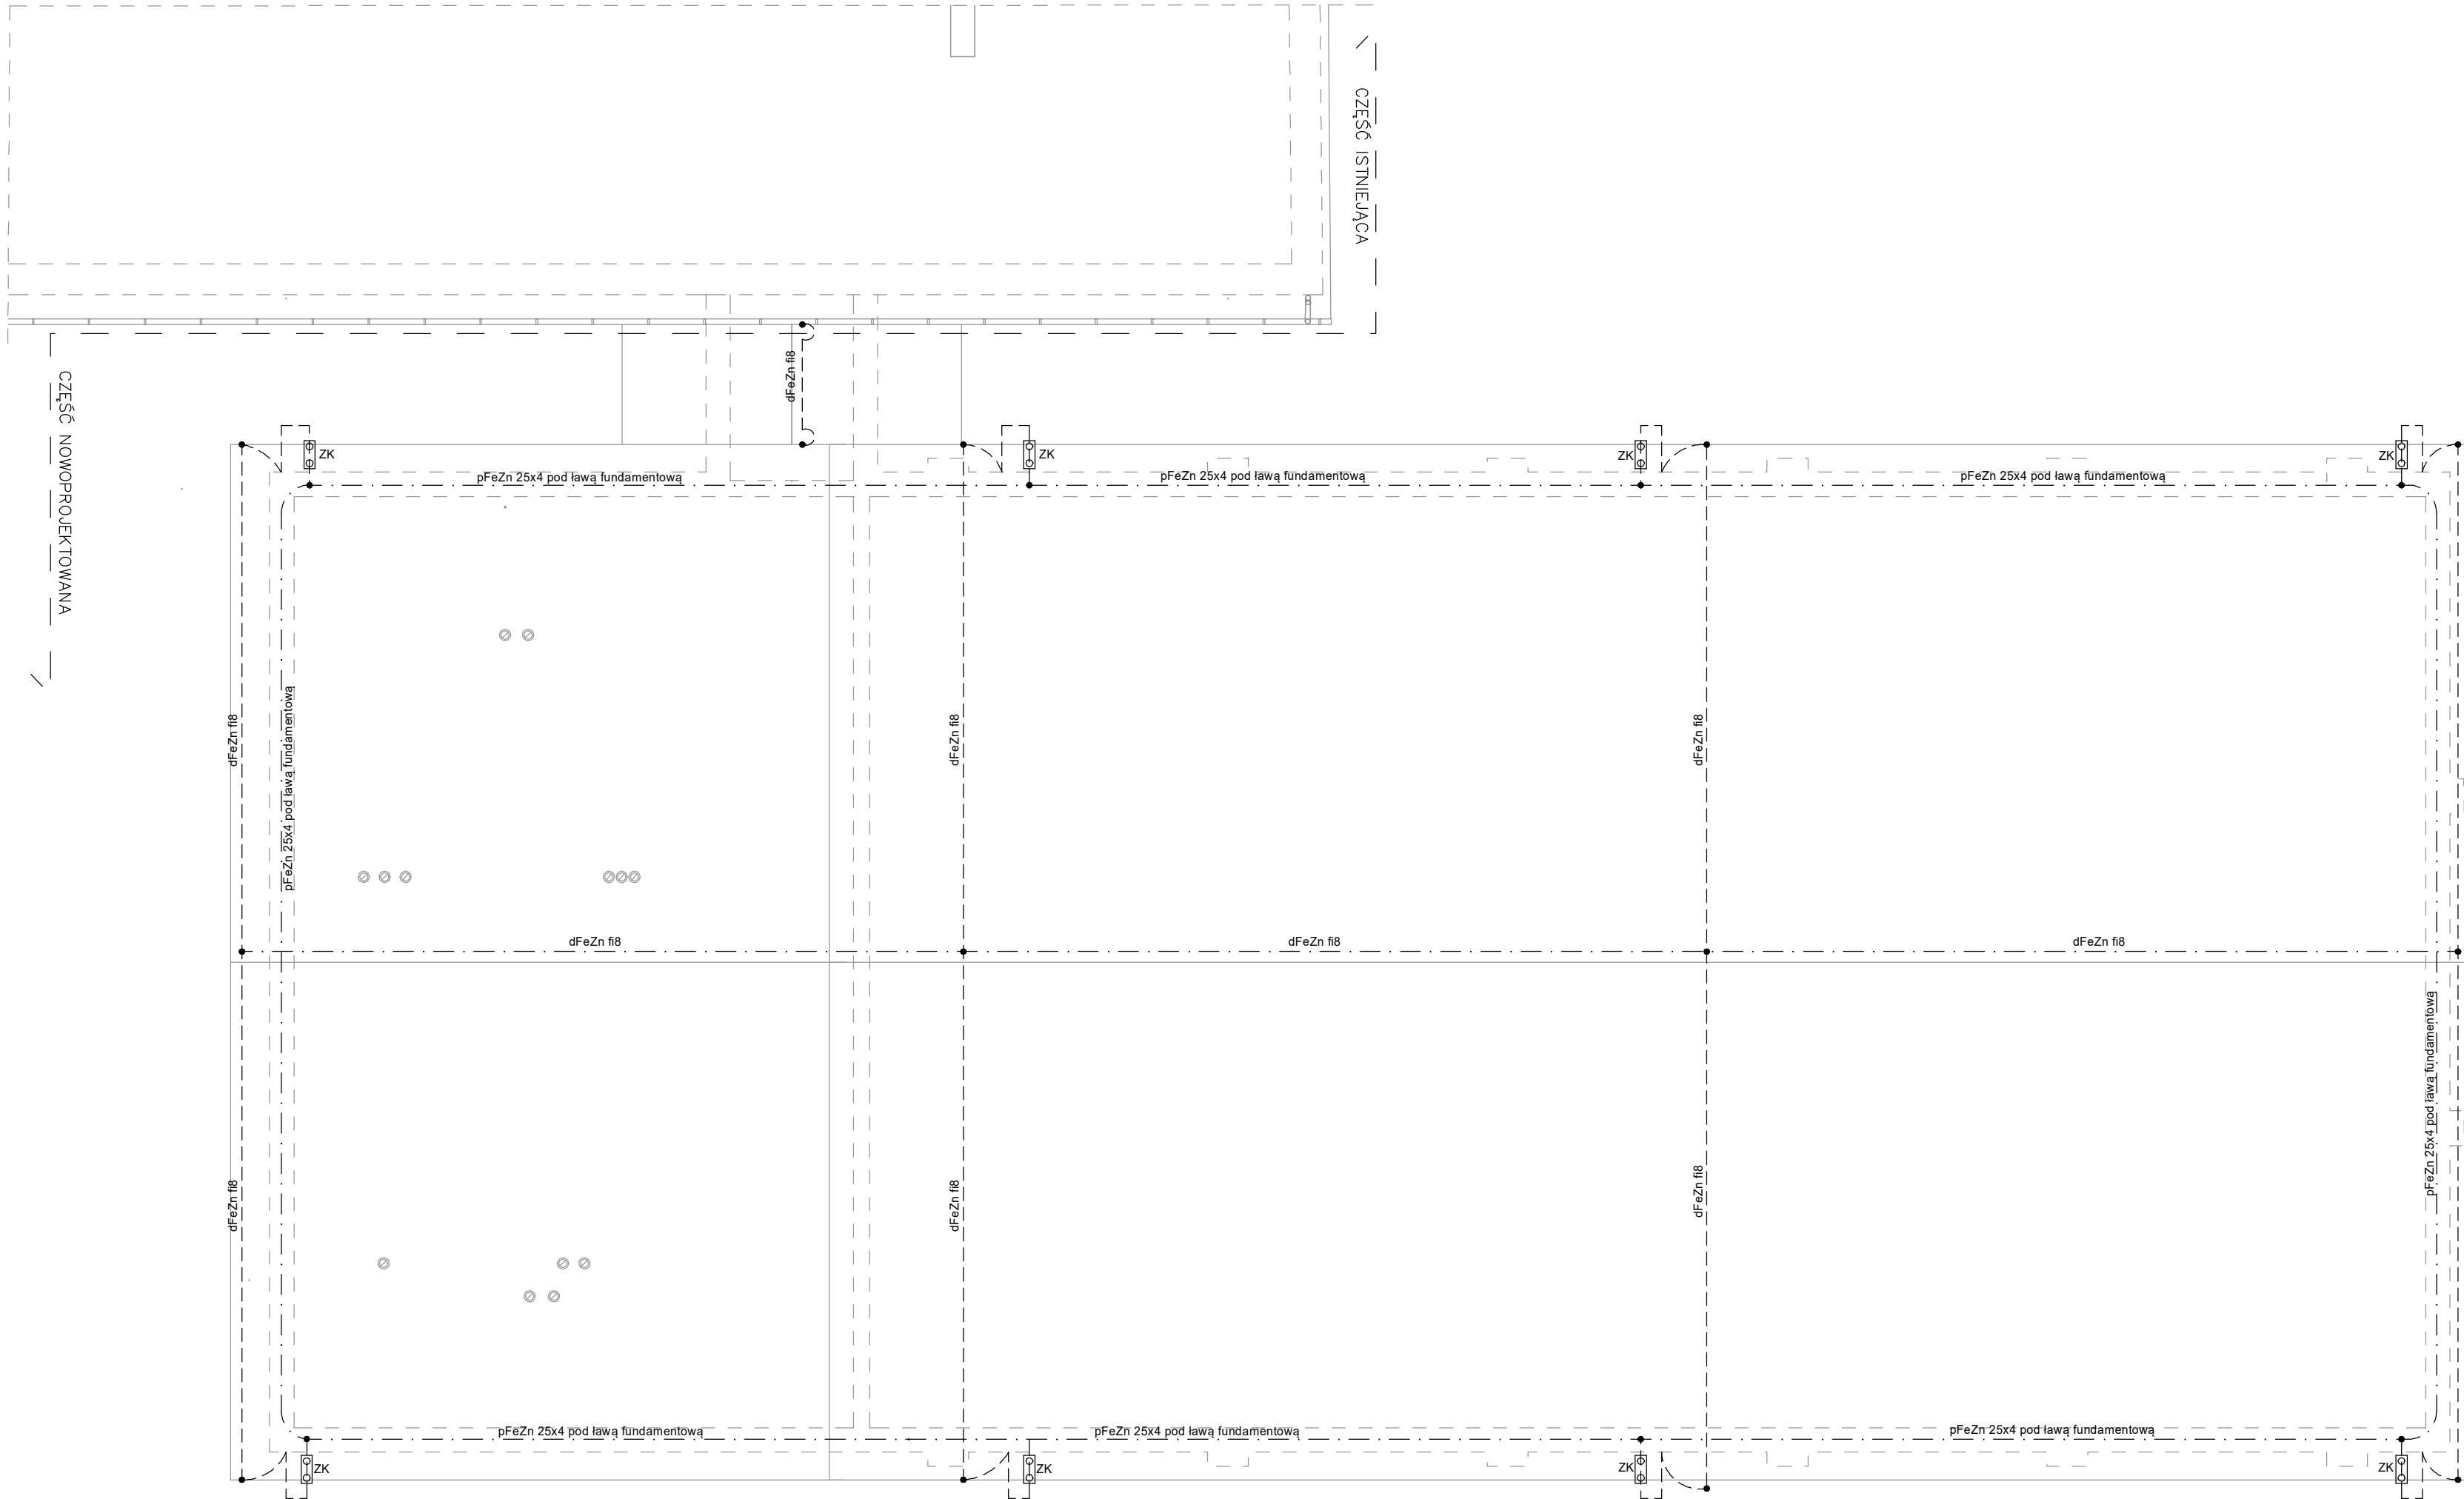 CZĘŚĆ ISTNIEJĄCA
dFeZn fi8
CZĘŚĆ NOWOPROJEKTOWANA
ZK
ZK
ZK
ZK
pFeZn 25x4 pod ławą fundamentową
pFeZn 25x4 pod ławą fundamentową
pFeZn 25x4 pod ławą fundamentową
dFeZn fi8
pFeZn 25x4 pod ławą fundamentową
dFeZn fi8
dFeZn fi8
dFeZn fi8
dFeZn fi8
dFeZn fi8
pFeZn 25x4 pod ławą fundamentową
dFeZn fi8
dFeZn fi8
dFeZn fi8
pFeZn 25x4 pod ławą fundamentową
pFeZn 25x4 pod ławą fundamentową
pFeZn 25x4 pod ławą fundamentową
ZK
ZK
ZK
ZK